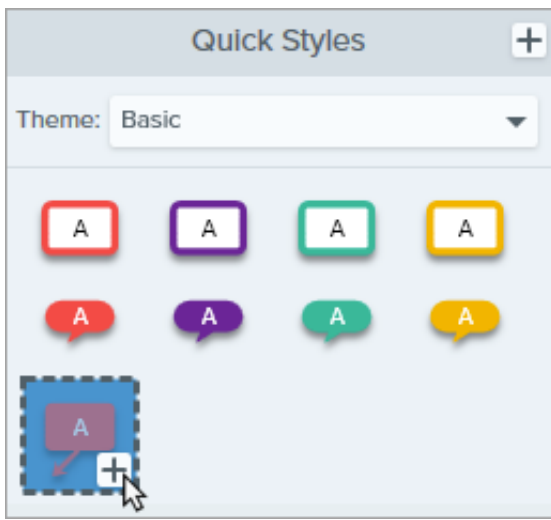 Quick Styles +
Theme: Basic
A A A A
A A A A
A
+